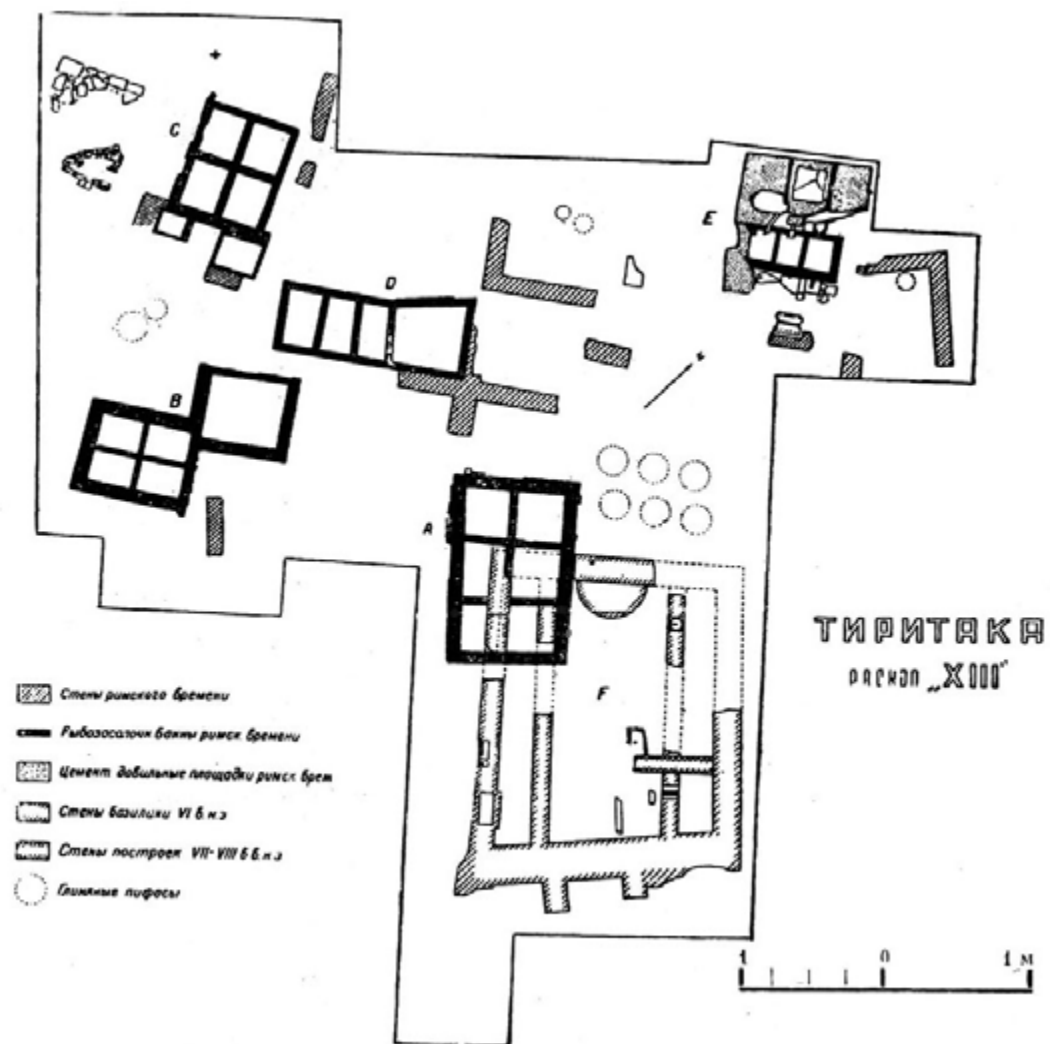 C
E
D
B
A
F
ТИРИТАКА
раскоп „XIII“
Стены римского времени
Рыбозасолочн ванны римск времени
Цемент давильные площадки римск врем
Стены базилики VI в.н.э
Стены построек VII-VIII в в.н.э
Глиняные пифосы
1 0 1 м